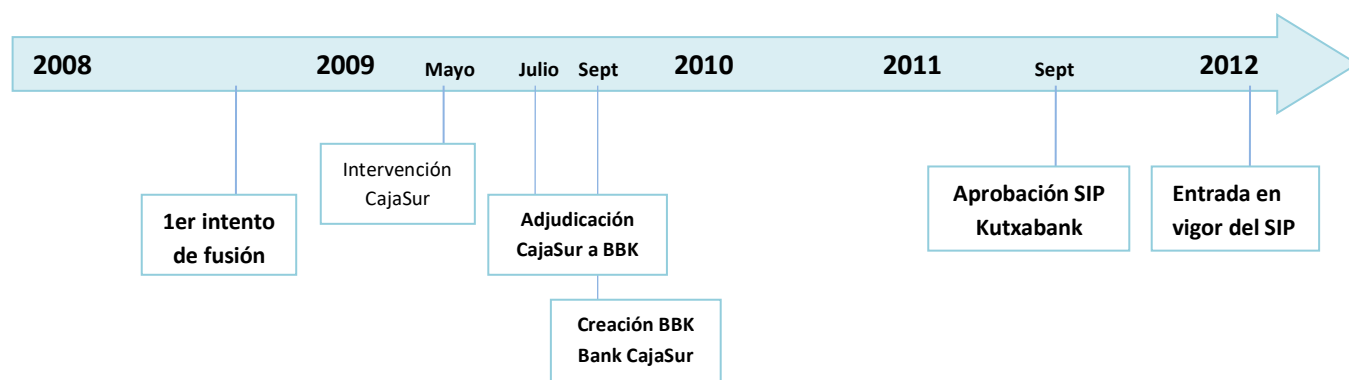 2008 2009 Mayo Julio Sept 2010 2011 Sept 2012
Intervención
CajaSur
1er intento
de fusión
Adjudicación
CajaSur a BBK
Creación BBK
Bank CajaSur
Aprobación SIP
Kutxabank
Entrada en
vigor del SIP